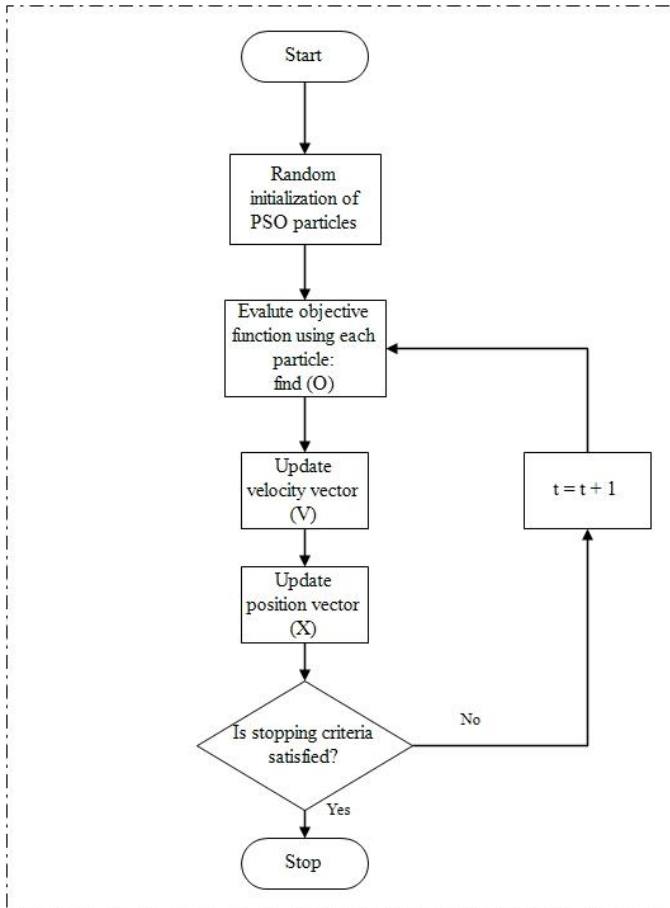 Start
Random
initialization of
PSO particles
Evalute objective
function using each
particle:
find (O)
Update
velocity vector
(V)
t = t + 1
Update
position vector
(X)
Is stopping criteria
satisfied?
No
Yes
Stop